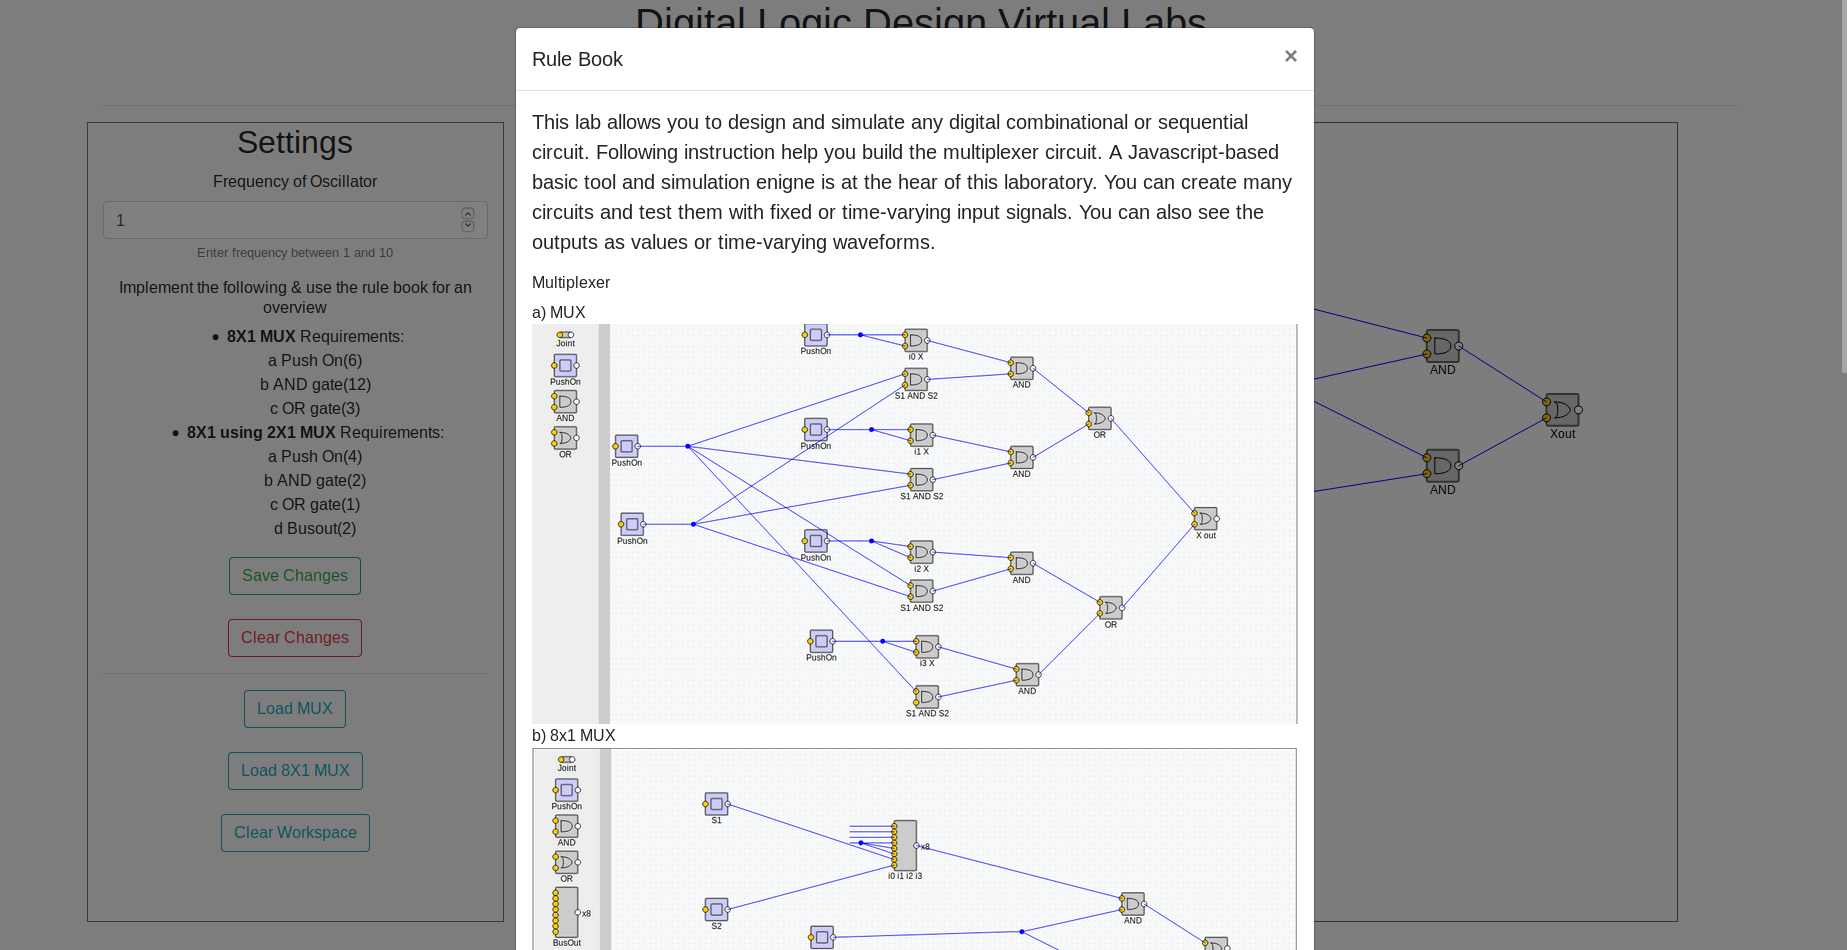 Digital Logic Design Virtual Labs
Rule Book
×
This lab allows you to design and simulate any digital combinational or sequential
circuit. Following instruction help you build the multiplexer circuit. A Javascript-based
basic tool and simulation enigne is at the hear of this laboratory. You can create many
circuits and test them with fixed or time-varying input signals. You can also see the
outputs as values or time-varying waveforms.
Multiplexer
a) MUX
Joint
PushOn
AND
OR
PushOn
i0 X
S1 AND S2
AND
PushOn
i1 X
S1 AND S2
AND
OR
PushOn
PushOn
PushOn
i2 X
S1 AND S2
AND
OR
X out
PushOn
i3 X
S1 AND S2
AND
b) 8x1 MUX
Joint
PushOn
AND
OR
x8
BusOut
S1
x8
i0 i1 i2 i3
S2
AND
Settings
Frequency of Oscillator
1
Enter frequency between 1 and 10
Implement the following & use the rule book for an
overview
• 8X1 MUX Requirements:
a Push On(6)
b AND gate(12)
c OR gate(3)
• 8X1 using 2X1 MUX Requirements:
a Push On(4)
b AND gate(2)
c OR gate(1)
d Busout(2)
Save Changes
Clear Changes
Load MUX
Load 8X1 MUX
Clear Workspace
AND
Xout
AND